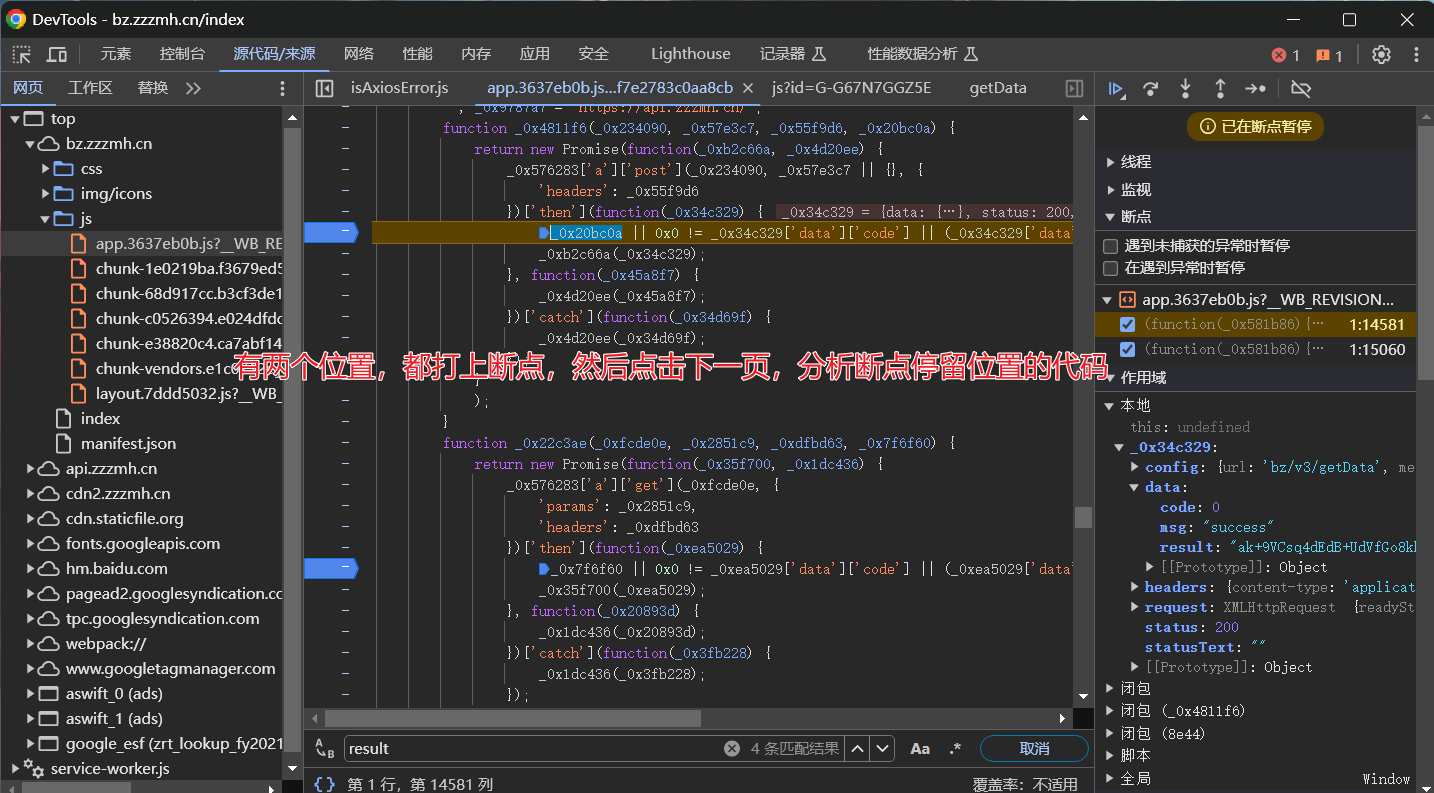 DevTools - bz.zzzmh.cn/index
元素 控制台 源代码/来源 网络 性能 内存 应用 安全 Lighthouse 记录器 性能数据分析 1 1
网页 工作区 替换
isAxiosError.js app.3637eb0b.js...f7e2783c0aa8cb js?id=G-G67N7GGZ5E getData
top
bz.zzzmh.cn
css
img/icons
js
app.3637eb0b.js?__WB_RE
chunk-1e0219ba.f3679ed5
chunk-68d917cc.b3cf3de1
chunk-c0526394.e024dfdc
chunk-e38820c4.ca7abf14
chunk-vendors.e1c
layout.7ddd5032.js?__WB_
index
manifest.json
api.zzzmh.cn
cdn2.zzzmh.cn
cdn.staticfile.org
fonts.googleapis.com
hm.baidu.com
pagead2.googlesyndication.cc
tpc.googlesyndication.com
webpack://
www.googletagmanager.com
aswift_0 (ads)
aswift_1 (ads)
google_esf (zrt_lookup_fy2021
service-worker.js
, _0x9787a7 = 'https://api.zzzmh.cn/'
function _0x4811f6(_0x234090, _0x57e3c7, _0x55f9d6, _0x20bc0a) {
return new Promise(function(_0xb2c66a, _0x4d20ee) {
_0x576283['a']['post'](_0x234090, _0x57e3c7 || {}, {
'headers': _0x55f9d6
})['then'](function(_0x34c329) { _0x34c329 = {data: {…}, status: 200,
_0x20bc0a || 0x0 != _0x34c329['data']['code'] || (_0x34c329['data'
_0xb2c66a(_0x34c329);
}, function(_0x45a8f7) {
_0x4d20ee(_0x45a8f7);
})['catch'](function(_0x34d69f) {
_0x4d20ee(_0x34d69f);
有两个位置，都打上断点，然后点击下一页，分析断点停留位置的代码
}
);
}
function _0x22c3ae(_0xfcde0e, _0x2851c9, _0xdfbd63, _0x7f6f60) {
return new Promise(function(_0x35f700, _0x1dc436) {
_0x576283['a']['get'](_0xfcde0e, {
'params': _0x2851c9,
'headers': _0xdfbd63
})['then'](function(_0xea5029) {
_0x7f6f60 || 0x0 != _0xea5029['data']['code'] || (_0xea5029['data'
_0x35f700(_0xea5029);
}, function(_0x20893d) {
_0x1dc436(_0x20893d);
})['catch'](function(_0x3fb228) {
_0x1dc436(_0x3fb228);
});
result 4 条匹配结果 Aa .* 取消
{} 第 1 行，第 14581 列 覆盖率：不适用
已在断点暂停
线程
监视
断点
遇到未捕获的异常时暂停
在遇到异常时暂停
app.3637eb0b.js?__WB_REVISION...
(function(_0x581b86) {… 1:14581
(function(_0x581b86) {… 1:15060
作用域
本地
this: undefined
_0x34c329:
config: {url: 'bz/v3/getData', me
data:
code: 0
msg: "success"
result: "ak+9VCsq4dEdB+UdVfGo8k
[[Prototype]]: Object
headers: {content-type: 'applicat
request: XMLHttpRequest {readySt
status: 200
statusText: ""
[[Prototype]]: Object
闭包
闭包 (_0x4811f6)
闭包 (8e44)
脚本
全局 Window